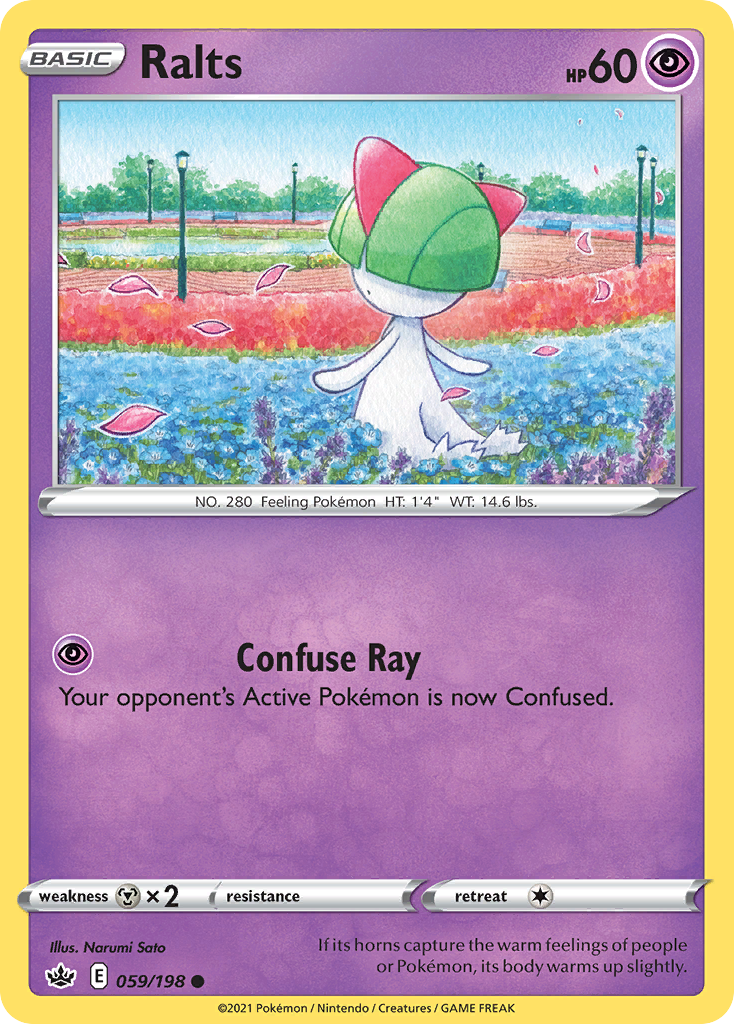 BASIC
Ralts
HP60
NO. 280 Feeling Pokémon HT: 1'4" WT: 14.6 lbs.
Confuse Ray
Your opponent's Active Pokémon is now Confused.
weakness ×2 resistance retreat
Illus. Narumi Sato
If its horns capture the warm feelings of people
or Pokémon, its body warms up slightly.
E 059/198
©2021 Pokémon / Nintendo / Creatures / GAME FREAK